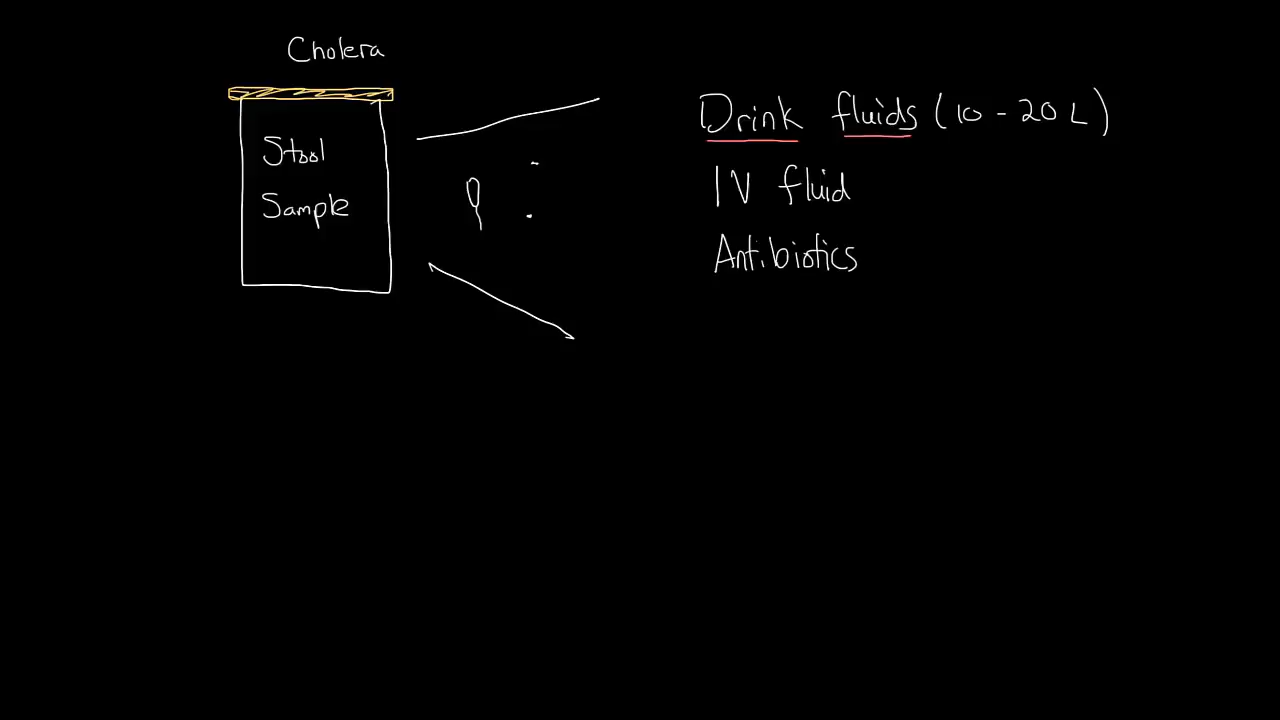 Cholera
Stool
Sample
Drink fluids (10 - 20 L)
IV fluid
Antibiotics